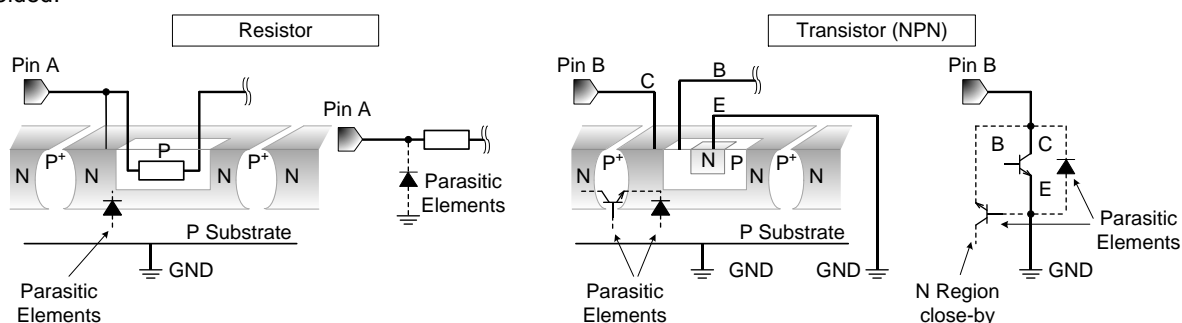 Resistor
Pin A
N
P+
N
P
N
P+
N
P Substrate
GND
Parasitic
Elements
Pin A
Parasitic
Elements
Transistor (NPN)
Pin B
C
B
E
N
P+
N
P
N
P+
N
P Substrate
GND
GND
Parasitic
Elements
Pin B
B
C
E
Parasitic
Elements
GND
N Region
close-by